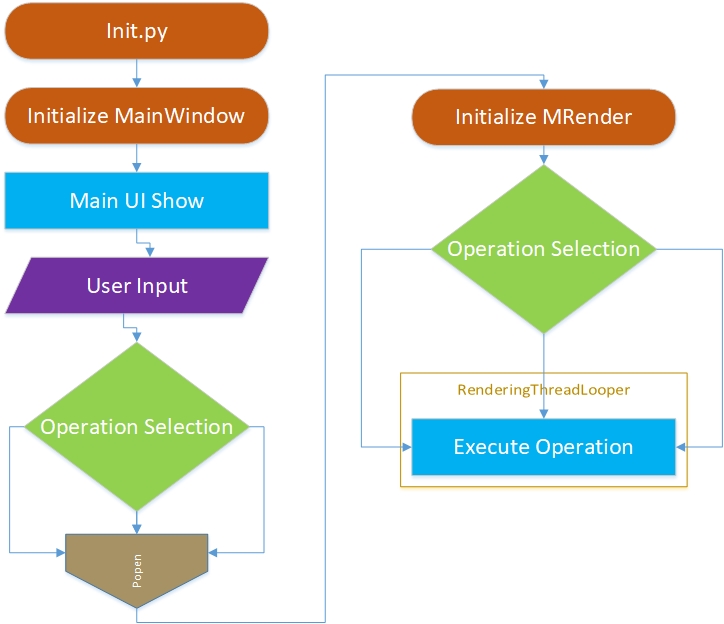 Init.py
Initialize MainWindow
Main UI Show
User Input
Operation Selection
Popen
Initialize MRender
Operation Selection
RenderingThreadLooper
Execute Operation